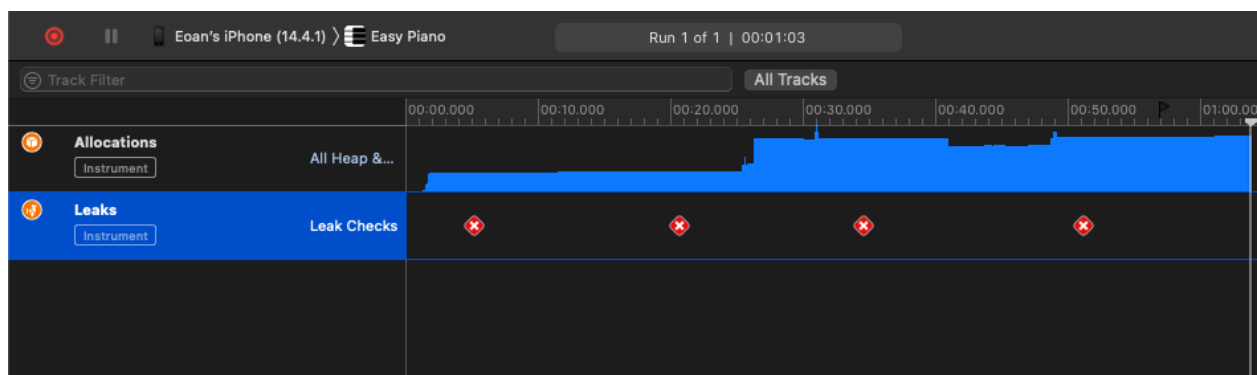 Eoan's iPhone (14.4.1) 〉 Easy Piano
Run 1 of 1 | 00:01:03
Track Filter
All Tracks
00:00.000 00:10.000 00:20.000 00:30.000 00:40.000 00:50.000 01:00.00
Allocations
Instrument
All Heap &...
Leaks
Instrument
Leak Checks